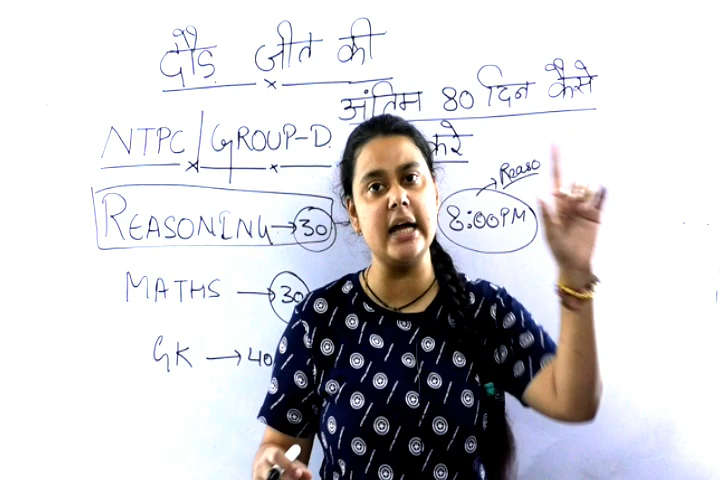 दौड़ जीत की
अंतिम 80 दिन कैसे
करे
NTPC / GROUP-D
REASONING → 30
8:00PM → Reaso
MATHS → 30
GK → 40